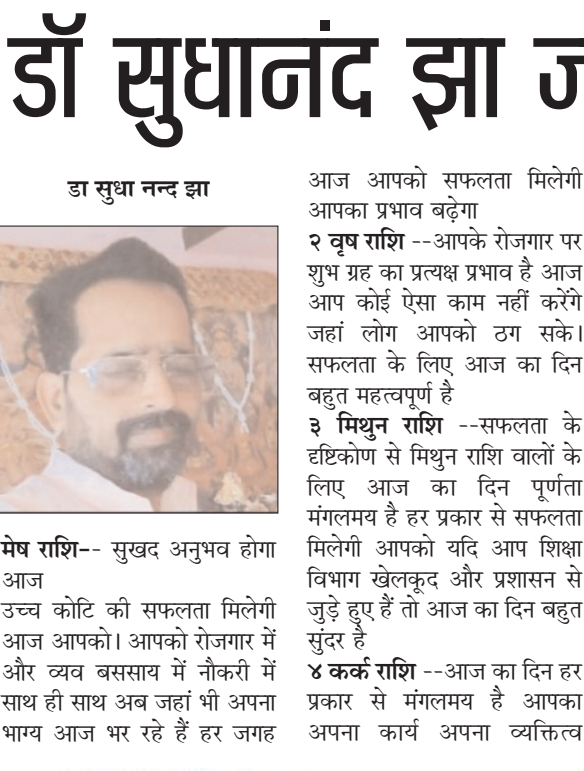 डॉ सुधानंद झा ज
डा सुधा नन्द झा
मेष राशि-- सुखद अनुभव होगा
आज
उच्च कोटि की सफलता मिलेगी
आज आपको। आपको रोजगार में
और व्यव बससाय में नौकरी में
साथ ही साथ अब जहां भी अपना
भाग्य आज भर रहे हैं हर जगह
आज आपको सफलता मिलेगी
आपका प्रभाव बढ़ेगा
२ वृष राशि --आपके रोजगार पर
शुभ ग्रह का प्रत्यक्ष प्रभाव है आज
आप कोई ऐसा काम नहीं करेंगे
जहां लोग आपको ठग सके।
सफलता के लिए आज का दिन
बहुत महत्वपूर्ण है
३ मिथुन राशि --सफलता के
दृष्टिकोण से मिथुन राशि वालों के
लिए आज का दिन पूर्णता
मंगलमय है हर प्रकार से सफलता
मिलेगी आपको यदि आप शिक्षा
विभाग खेलकूद और प्रशासन से
जुड़े हुए हैं तो आज का दिन बहुत
सुंदर है
४ कर्क राशि --आज का दिन हर
प्रकार से मंगलमय है आपका
अपना कार्य अपना व्यक्तित्व